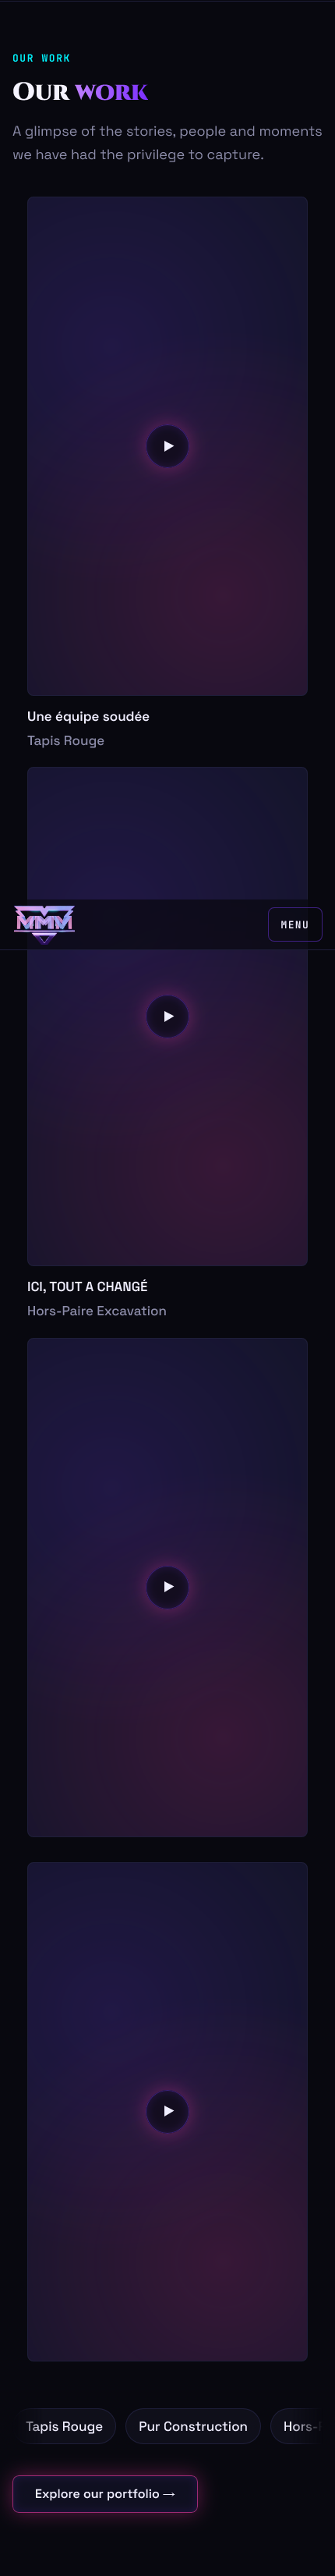 OUR WORK
Our work
A glimpse of the stories, people and moments
we have had the privilege to capture.
Une équipe soudée
Tapis Rouge
MMM
MENU
ICI, TOUT A CHANGÉ
Hors-Paire Excavation
Tapis Rouge
Pur Construction
Hors-
Explore our portfolio →